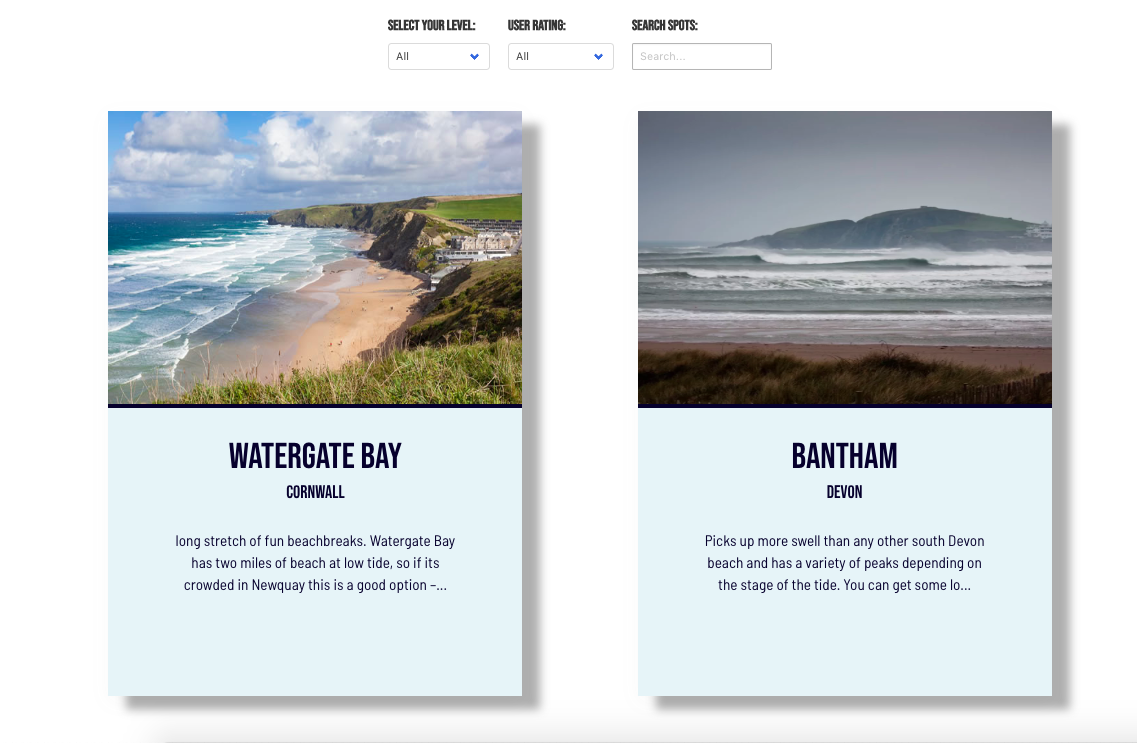 SELECT YOUR LEVEL: USER RATING: SEARCH SPOTS:
All All Search...
WATERGATE BAY
CORNWALL
long stretch of fun beachbreaks. Watergate Bay
has two miles of beach at low tide, so if its
crowded in Newquay this is a good option –...
BANTHAM
DEVON
Picks up more swell than any other south Devon
beach and has a variety of peaks depending on
the stage of the tide. You can get some lo...